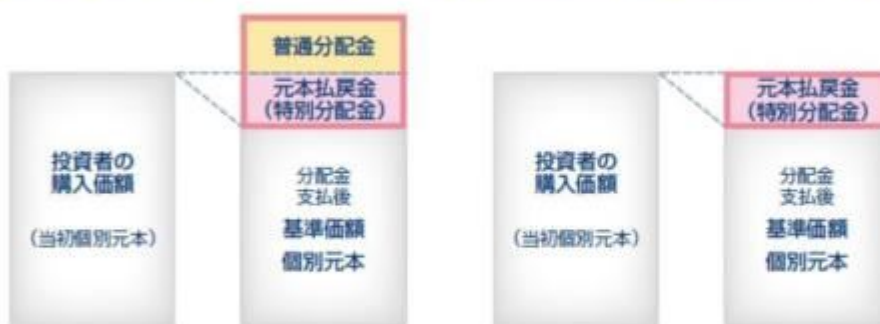 普通分配金
元本払戻金
（特別分配金）
投資者の
購入価額
（当初個別元本）
分配金
支払後
基準価額
個別元本
元本払戻金
（特別分配金）
投資者の
購入価額
（当初個別元本）
分配金
支払後
基準価額
個別元本